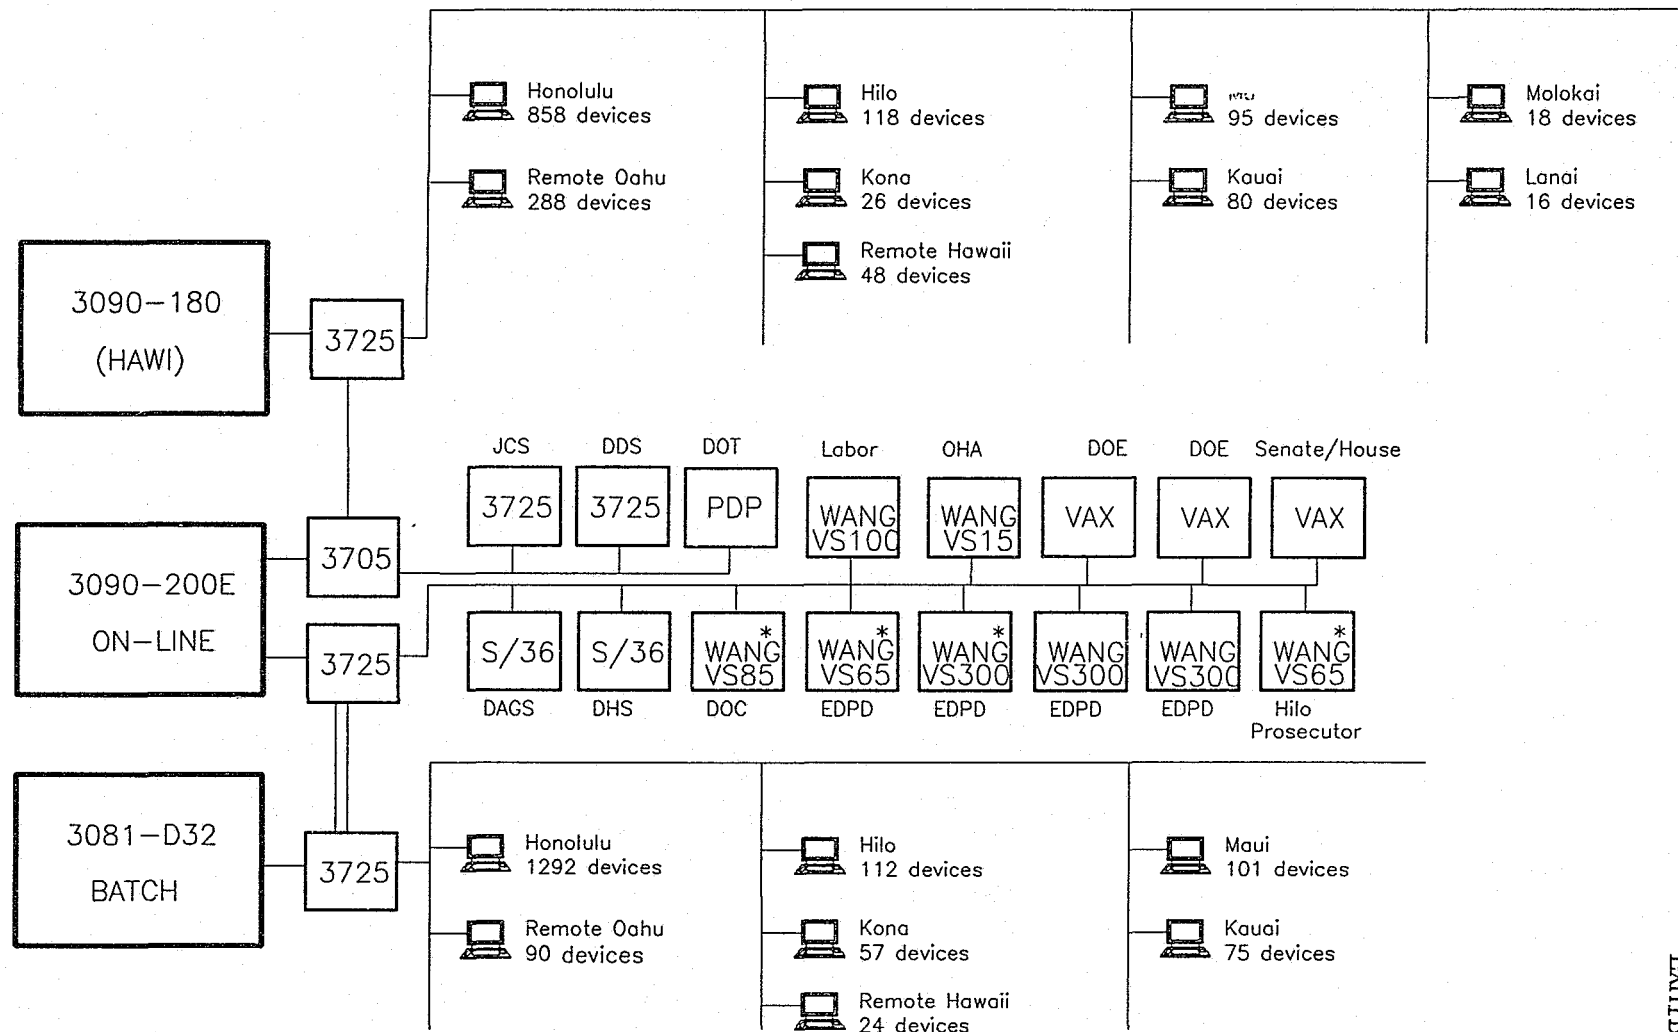 Honolulu
858 devices
Remote Oahu
288 devices
Hilo
118 devices
Kona
26 devices
Remote Hawaii
48 devices
95 devices
Kauai
80 devices
Molokai
18 devices
Lanai
16 devices
3090-180
(HAWI)
3725
JCS
3725
DDS
3725
DOT
PDP
Labor
WANG
VS100
OHA
WANG
VS15
DOE
VAX
DOE
VAX
Senate/House
VAX
3090-200E
ON-LINE
3705
3725
S/36
DAGS
S/36
DHS
*
WANG
VS85
DOC
*
WANG
VS65
EDPD
*
WANG
VS300
EDPD
WANG
VS300
EDPD
WANG
VS300
EDPD
*
WANG
VS65
Hilo
Prosecutor
3081-D32
BATCH
3725
Honolulu
1292 devices
Remote Oahu
90 devices
Hilo
112 devices
Kona
57 devices
Remote Hawaii
24 devices
Maui
101 devices
Kauai
75 devices